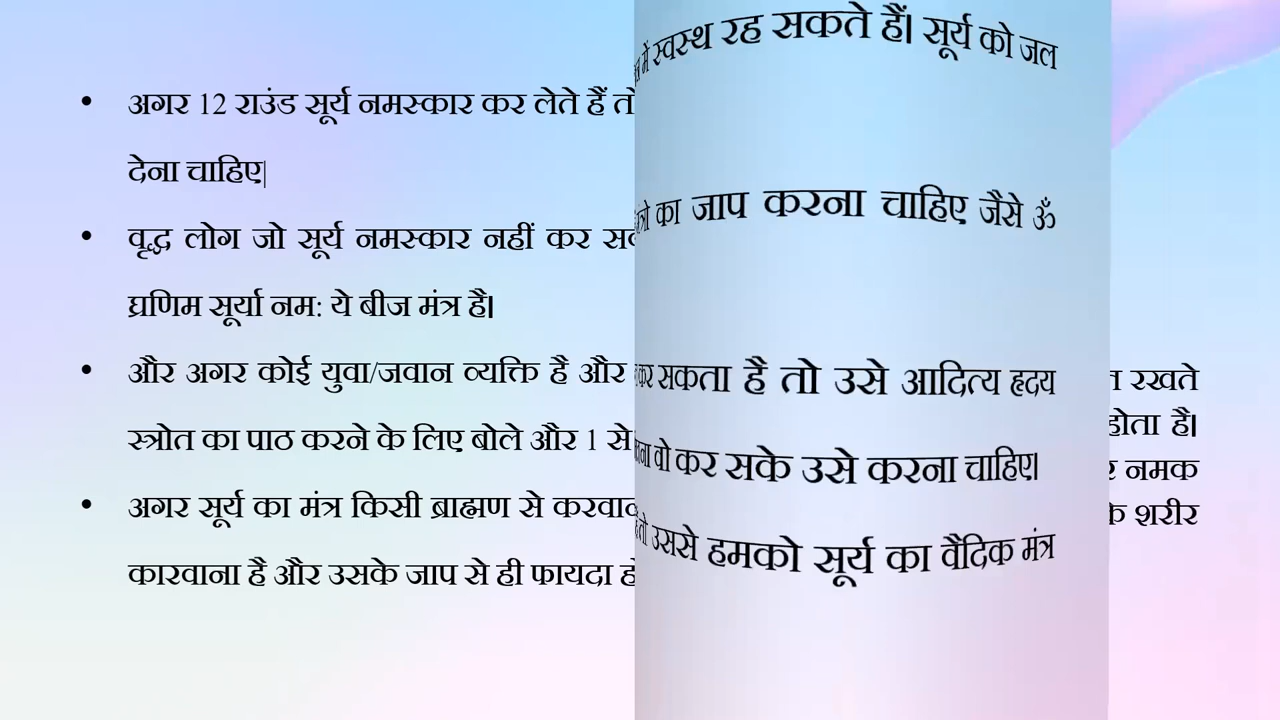 • अगर 12 राउंड सूर्य नमस्कार कर लेते हैं तो में स्वस्थ रह सकते हैं। सूर्य को जल
देना चाहिए|
• वृद्ध लोग जो सूर्य नमस्कार नहीं कर का जाप करना चाहिए जैसे ॐ
घ्रणिम सूर्या नम: ये बीज मंत्र है।
• और अगर कोई युवा/जवान व्यक्ति है और कर सकता है तो उसे आदित्य हृदय
स्त्रोत का पाठ करने के लिए बोले और 1 से वो कर सके उसे करना चाहिए।
• अगर सूर्य का मंत्र किसी ब्राह्मण से तो उससे हमको सूर्य का वैदिक मंत्र
कारवाना है और उसके जाप से ही फायदा
रखते
होता है।
नमक
शरीर